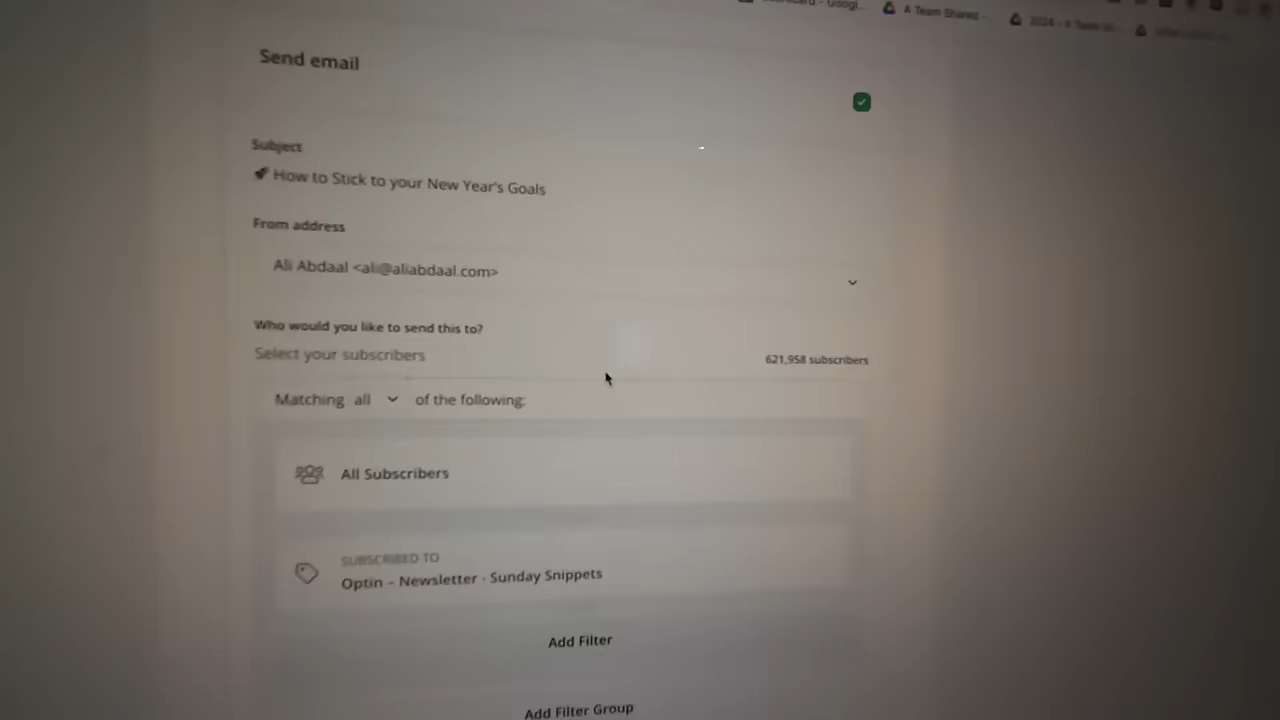 A Team Shared -
Send email
Subject
🚀 How to Stick to your New Year's Goals
From address
Ali Abdaal <ali@aliabdaal.com>
Who would you like to send this to?
Select your subscribers
621,958 subscribers
Matching all of the following:
All Subscribers
SUBSCRIBED TO
Optin – Newsletter - Sunday Snippets
Add Filter
Add Filter Group